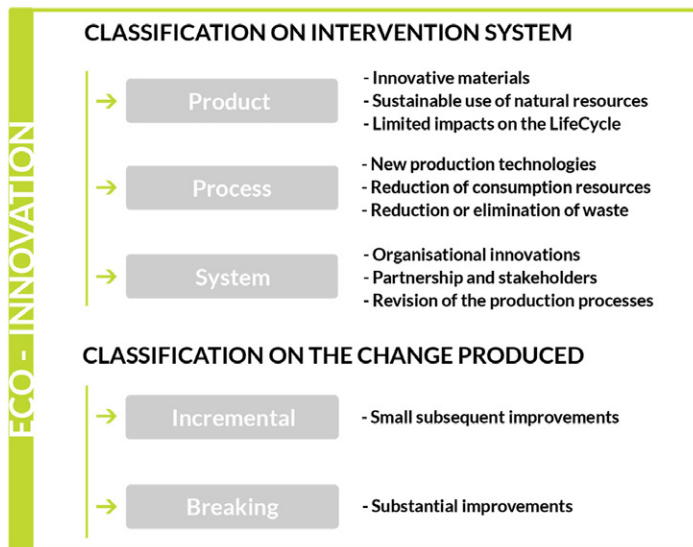 ECO - INNOVATION
CLASSIFICATION ON INTERVENTION SYSTEM
Product
- Innovative materials
- Sustainable use of natural resources
- Limited impacts on the LifeCycle
Process
- New production technologies
- Reduction of consumption resources
- Reduction or elimination of waste
System
- Organisational innovations
- Partnership and stakeholders
- Revision of the production processes
CLASSIFICATION ON THE CHANGE PRODUCED
Incremental
- Small subsequent improvements
Breaking
- Substantial improvements